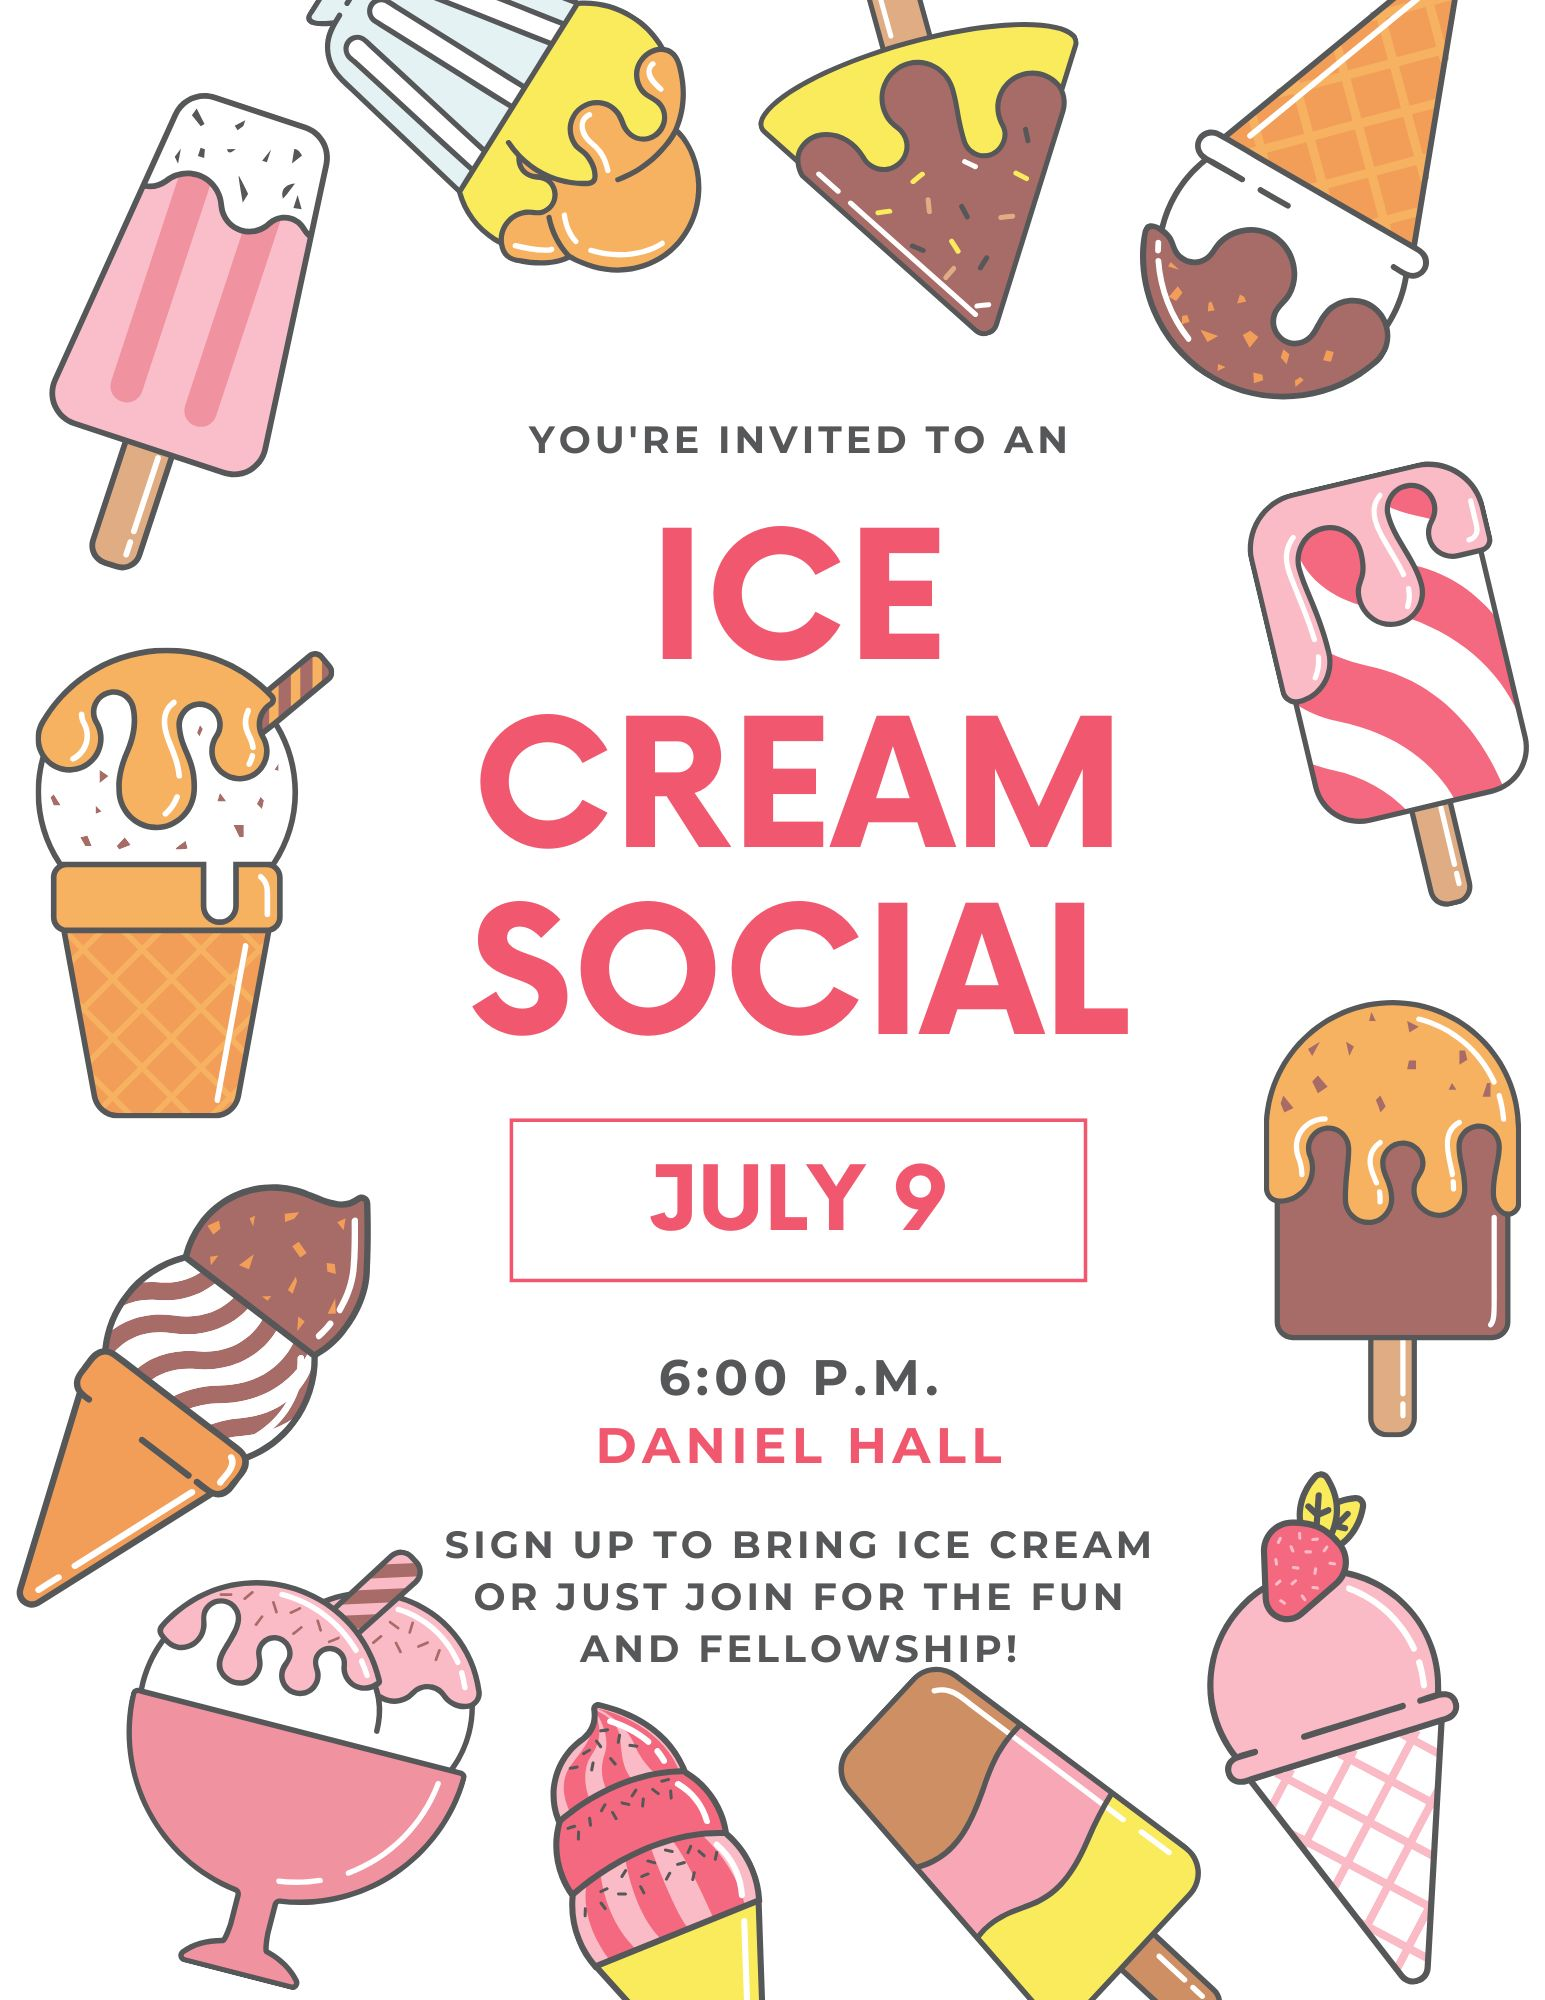 YOU'RE INVITED TO AN
ICE
CREAM
SOCIAL
JULY 9
6:00 P.M.
DANIEL HALL
SIGN UP TO BRING ICE CREAM
OR JUST JOIN FOR THE FUN
AND FELLOWSHIP!